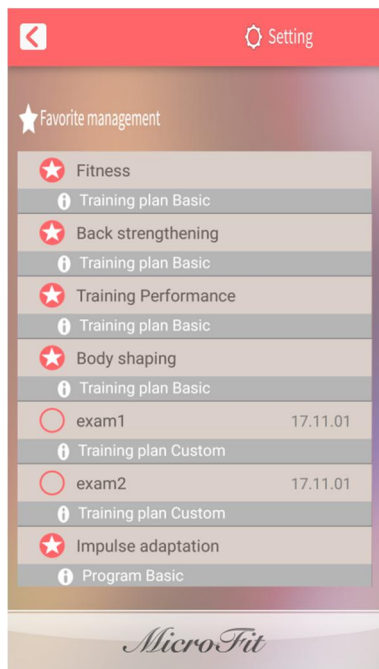 Setting
Favorite management
Fitness
Training plan Basic
Back strengthening
Training plan Basic
Training Performance
Training plan Basic
Body shaping
Training plan Basic
exam1 17.11.01
Training plan Custom
exam2 17.11.01
Training plan Custom
Impulse adaptation
Program Basic
MicroFit